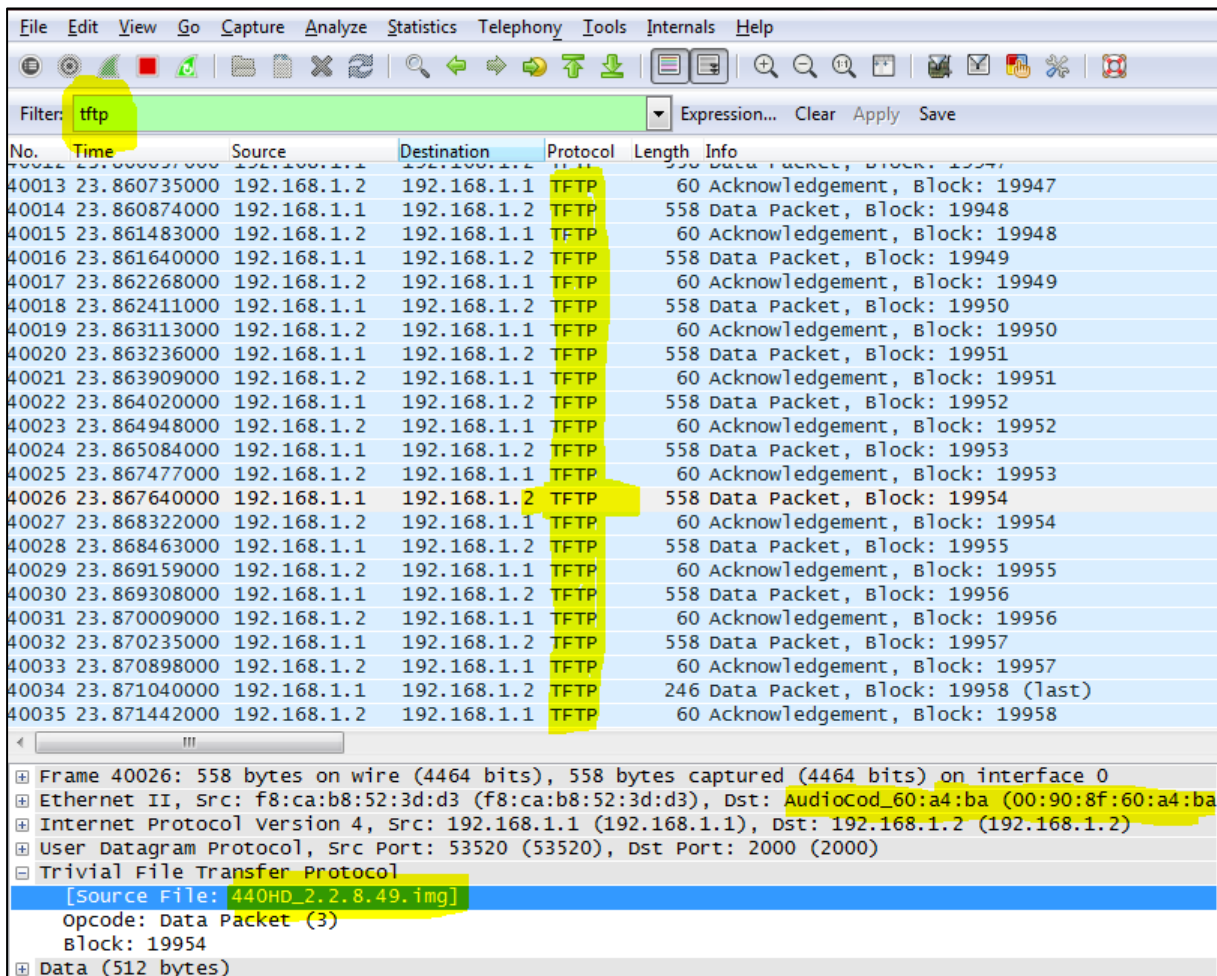 File Edit View Go Capture Analyze Statistics Telephony Tools Internals Help
Filter: tftp Expression... Clear Apply Save
No. Time Source Destination Protocol Length Info
40013 23.860735000 192.168.1.2 192.168.1.1 TFTP 60 Acknowledgement, Block: 19947
40014 23.860874000 192.168.1.1 192.168.1.2 TFTP 558 Data Packet, Block: 19948
40015 23.861483000 192.168.1.2 192.168.1.1 TFTP 60 Acknowledgement, Block: 19948
40016 23.861640000 192.168.1.1 192.168.1.2 TFTP 558 Data Packet, Block: 19949
40017 23.862268000 192.168.1.2 192.168.1.1 TFTP 60 Acknowledgement, Block: 19949
40018 23.862411000 192.168.1.1 192.168.1.2 TFTP 558 Data Packet, Block: 19950
40019 23.863113000 192.168.1.2 192.168.1.1 TFTP 60 Acknowledgement, Block: 19950
40020 23.863236000 192.168.1.1 192.168.1.2 TFTP 558 Data Packet, Block: 19951
40021 23.863909000 192.168.1.2 192.168.1.1 TFTP 60 Acknowledgement, Block: 19951
40022 23.864020000 192.168.1.1 192.168.1.2 TFTP 558 Data Packet, Block: 19952
40023 23.864948000 192.168.1.2 192.168.1.1 TFTP 60 Acknowledgement, Block: 19952
40024 23.865084000 192.168.1.1 192.168.1.2 TFTP 558 Data Packet, Block: 19953
40025 23.867477000 192.168.1.2 192.168.1.1 TFTP 60 Acknowledgement, Block: 19953
40026 23.867640000 192.168.1.1 192.168.1.2 TFTP 558 Data Packet, Block: 19954
40027 23.868322000 192.168.1.2 192.168.1.1 TFTP 60 Acknowledgement, Block: 19954
40028 23.868463000 192.168.1.1 192.168.1.2 TFTP 558 Data Packet, Block: 19955
40029 23.869159000 192.168.1.2 192.168.1.1 TFTP 60 Acknowledgement, Block: 19955
40030 23.869308000 192.168.1.1 192.168.1.2 TFTP 558 Data Packet, Block: 19956
40031 23.870009000 192.168.1.2 192.168.1.1 TFTP 60 Acknowledgement, Block: 19956
40032 23.870235000 192.168.1.1 192.168.1.2 TFTP 558 Data Packet, Block: 19957
40033 23.870898000 192.168.1.2 192.168.1.1 TFTP 60 Acknowledgement, Block: 19957
40034 23.871040000 192.168.1.1 192.168.1.2 TFTP 246 Data Packet, Block: 19958 (last)
40035 23.871442000 192.168.1.2 192.168.1.1 TFTP 60 Acknowledgement, Block: 19958
Frame 40026: 558 bytes on wire (4464 bits), 558 bytes captured (4464 bits) on interface 0
Ethernet II, Src: f8:ca:b8:52:3d:d3 (f8:ca:b8:52:3d:d3), Dst: AudioCod_60:a4:ba (00:90:8f:60:a4:ba
Internet Protocol Version 4, Src: 192.168.1.1 (192.168.1.1), Dst: 192.168.1.2 (192.168.1.2)
User Datagram Protocol, Src Port: 53520 (53520), Dst Port: 2000 (2000)
Trivial File Transfer Protocol
[Source File: 440HD_2.2.8.49.img]
Opcode: Data Packet (3)
Block: 19954
Data (512 bytes)